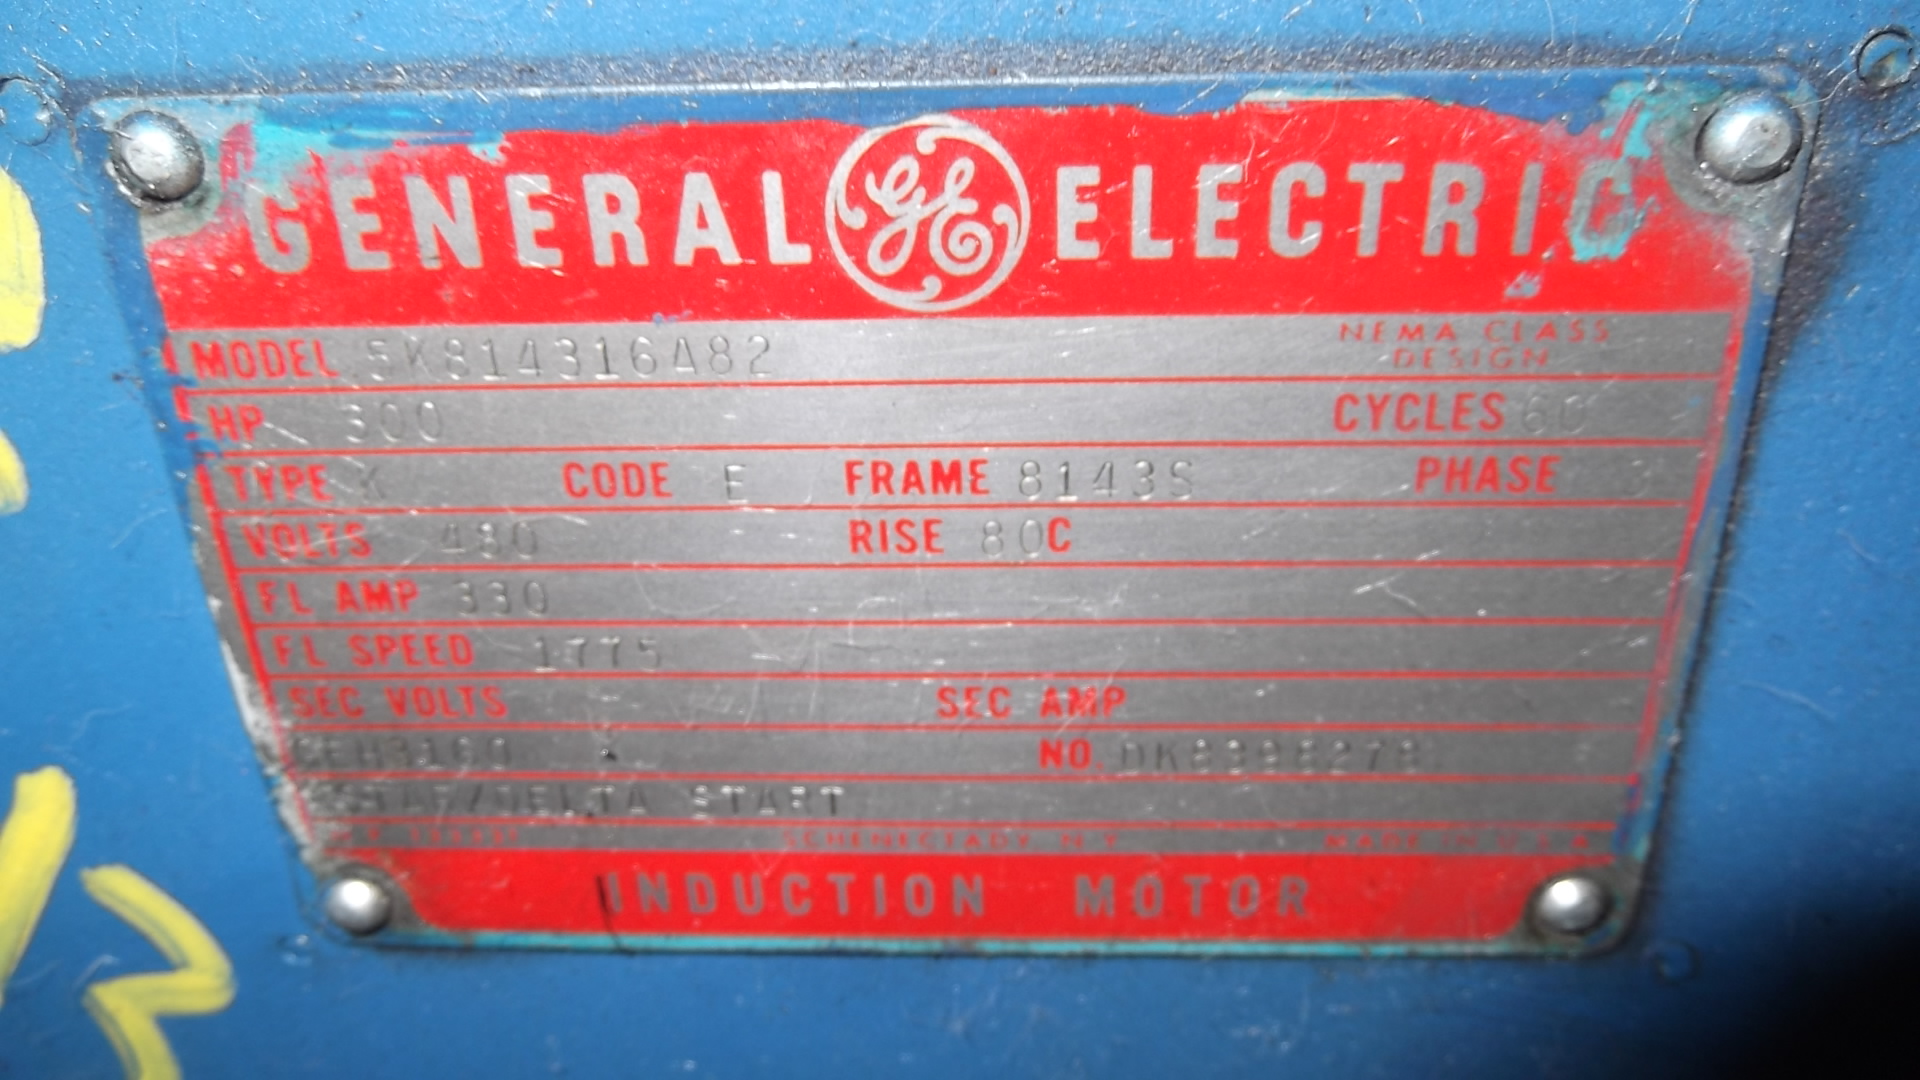 GENERAL GE ELECTRIC
MODEL 5K814316A82 NEMA CLASS
DESIGN
HP 300 CYCLES 60
TYPE K CODE E FRAME 8143S PHASE 3
VOLTS 480 RISE 80C
FL AMP 330
FL SPEED 1775
SEC VOLTS SEC AMP
NO.
STAR/DELTA START
SCHENECTADY, N.Y. MADE IN U.S.A.
INDUCTION MOTOR